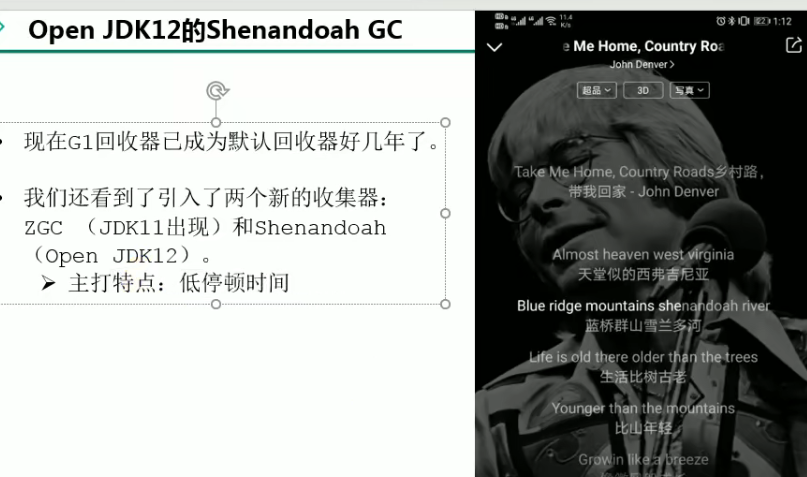 Open JDK12的Shenandoah GC
现在G1回收器已成为默认回收器好几年了。
我们还看到了引入了两个新的收集器：
ZGC （JDK11出现）和Shenandoah
（Open JDK12）。
主打特点：低停顿时间
11.4
K/s
1:12
e Me Home, Country Roa
John Denver
超品
3D
写真
Take Me Home, Country Roads乡村路，
带我回家 - John Denver
Almost heaven west virginia
天堂似的西弗吉尼亚
Blue ridge mountains shenandoah river
蓝桥群山雪兰多河
Life is old there older than the trees
生活比树古老
Younger than the mountains
比山年轻
Growin like a breeze